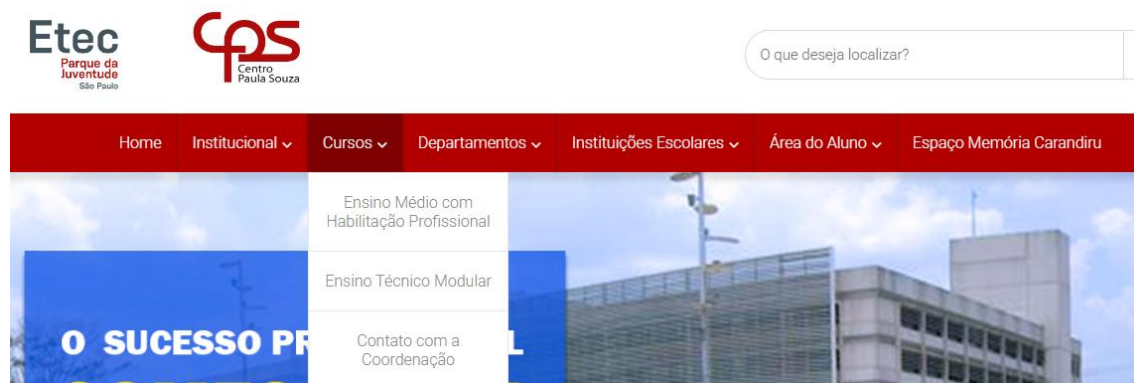 Etec
Parque da
Juventude
São Paulo
CPS
Centro
Paula Souza
O que deseja localizar?
Home Institucional Cursos Departamentos Instituições Escolares Área do Aluno Espaço Memória Carandiru
Ensino Médio com
Habilitação Profissional
Ensino Técnico Modular
Contato com a
Coordenação
O SUCESSO